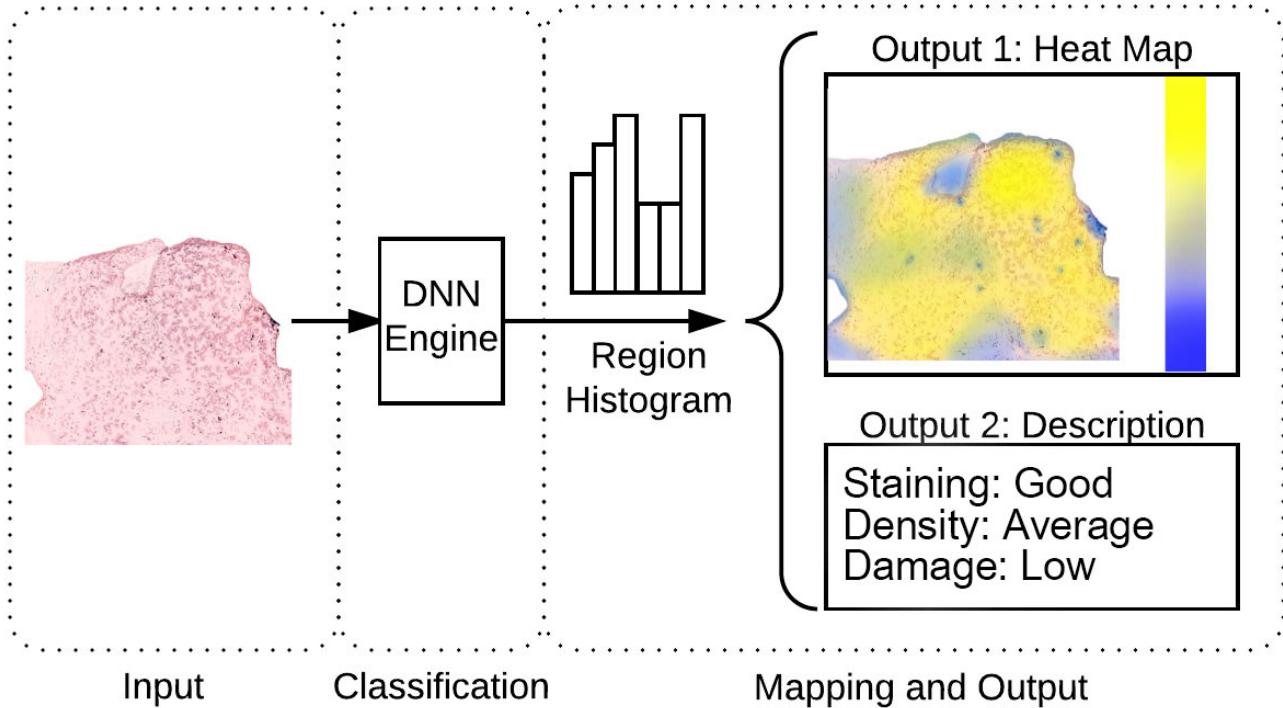 DNN
Engine
Region
Histogram
Output 1: Heat Map
Output 2: Description
Staining: Good
Density: Average
Damage: Low
Input
Classification
Mapping and Output